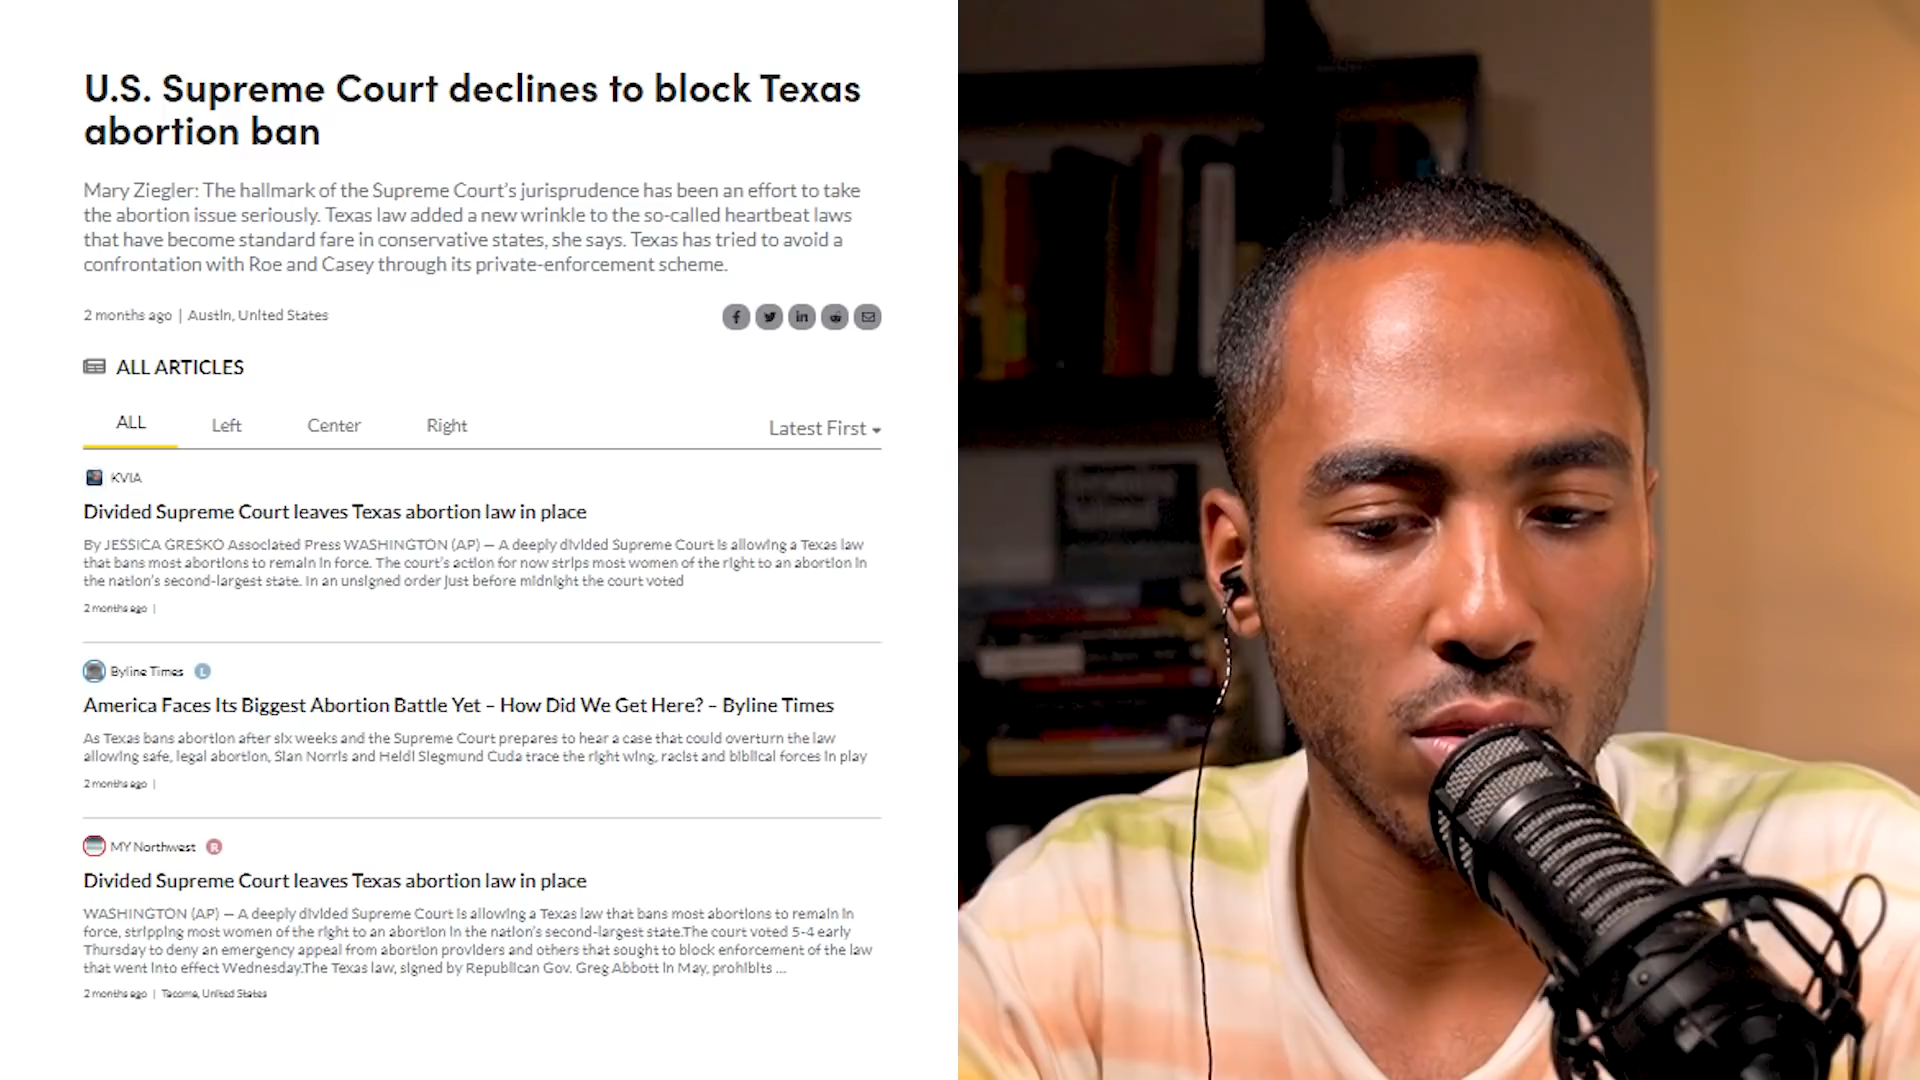 U.S. Supreme Court declines to block Texas
abortion ban
Mary Ziegler: The hallmark of the Supreme Court's jurisprudence has been an effort to take
the abortion issue seriously. Texas law added a new wrinkle to the so-called heartbeat laws
that have become standard fare in conservative states, she says. Texas has tried to avoid a
confrontation with Roe and Casey through its private-enforcement scheme.
2 months ago | Austin, United States
ALL ARTICLES
ALL Left Center Right Latest First
KVIA
Divided Supreme Court leaves Texas abortion law in place
By JESSICA GRESKO Associated Press WASHINGTON (AP) — A deeply divided Supreme Court is allowing a Texas law
that bans most abortions to remain in force. The court's action for now strips most women of the right to an abortion in
the nation's second-largest state. In an unsigned order just before midnight the court voted
2 months ago |
Byline Times L
America Faces Its Biggest Abortion Battle Yet – How Did We Get Here? – Byline Times
As Texas bans abortion after six weeks and the Supreme Court prepares to hear a case that could overturn the law
allowing safe, legal abortion, Sian Norris and Heidi Siegmund Cuda trace the right wing, racist and biblical forces in play
2 months ago |
MY Northwest R
Divided Supreme Court leaves Texas abortion law in place
WASHINGTON (AP) — A deeply divided Supreme Court is allowing a Texas law that bans most abortions to remain in
force, stripping most women of the right to an abortion in the nation's second-largest state.The court voted 5-4 early
Thursday to deny an emergency appeal from abortion providers and others that sought to block enforcement of the law
that went into effect Wednesday.The Texas law, signed by Republican Gov. Greg Abbott in May, prohibits ...
2 months ago | Tacoma, United States